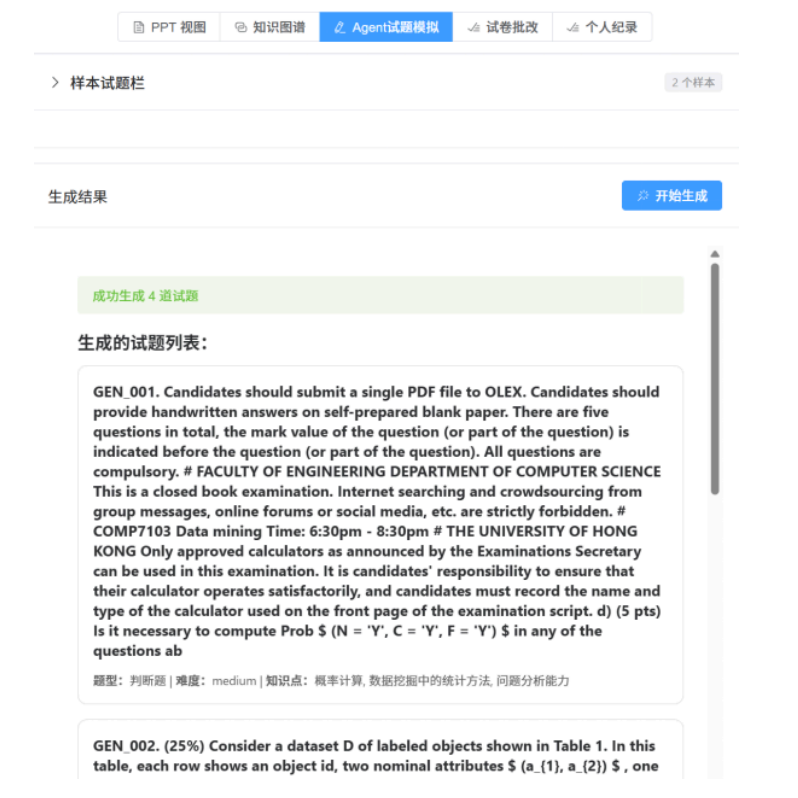 PPT 视图 知识图谱 Agent试题模拟 试卷批改 个人纪录
样本试题栏 2 个样本
生成结果 开始生成
成功生成 4 道试题
生成的试题列表：
GEN_001. Candidates should submit a single PDF file to OLEX. Candidates should
provide handwritten answers on self-prepared blank paper. There are five
questions in total, the mark value of the question (or part of the question) is
indicated before the question (or part of the question). All questions are
compulsory. # FACULTY OF ENGINEERING DEPARTMENT OF COMPUTER SCIENCE
This is a closed book examination. Internet searching and crowdsourcing from
group messages, online forums or social media, etc. are strictly forbidden. #
COMP7103 Data mining Time: 6:30pm - 8:30pm # THE UNIVERSITY OF HONG
KONG Only approved calculators as announced by the Examinations Secretary
can be used in this examination. It is candidates' responsibility to ensure that
their calculator operates satisfactorily, and candidates must record the name and
type of the calculator used on the front page of the examination script. d) (5 pts)
Is it necessary to compute Prob $ (N = 'Y', C = 'Y', F = 'Y') $ in any of the
questions ab
题型：判断题 | 难度：medium | 知识点：概率计算, 数据挖掘中的统计方法, 问题分析能力
GEN_002. (25%) Consider a dataset D of labeled objects shown in Table 1. In this
table, each row shows an object id, two nominal attributes $ (a_{1}, a_{2}) $ , one